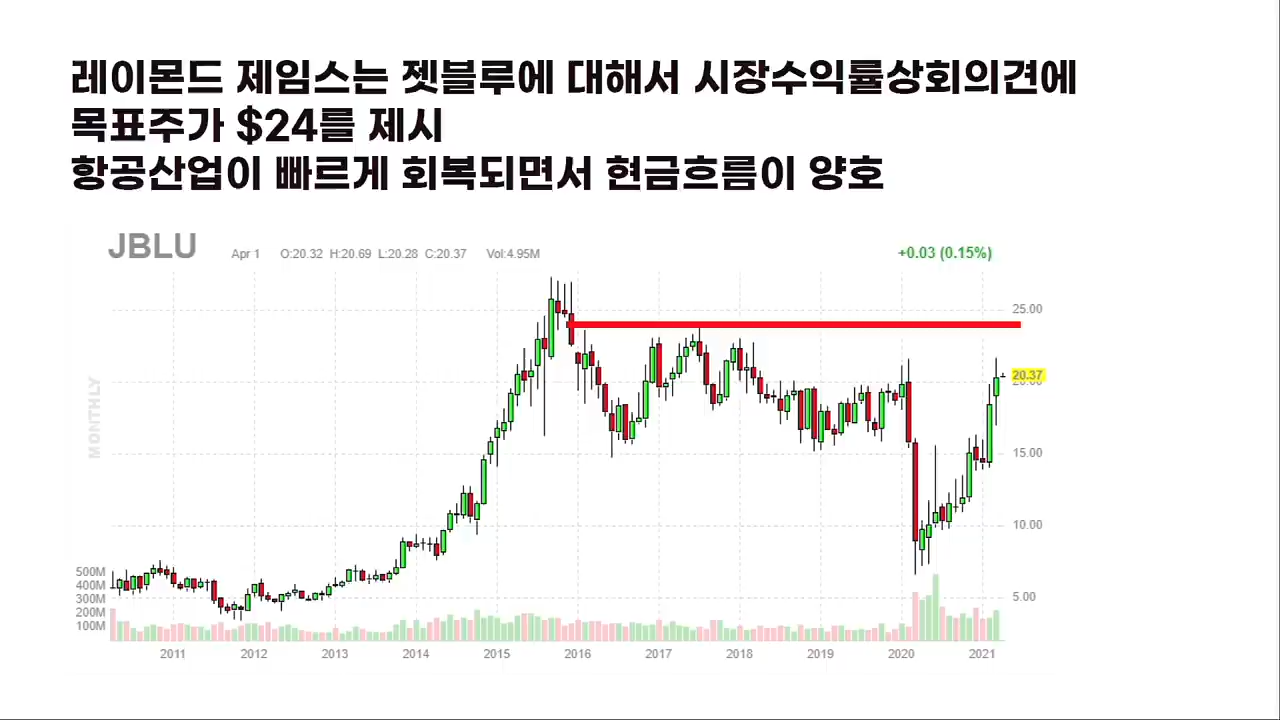 레이몬드 제임스는 젯블루에 대해서 시장수익률상회의견에
목표주가 $24를 제시
항공산업이 빠르게 회복되면서 현금흐름이 양호
JBLU Apr 1 O:20.32 H:20.69 L:20.28 C:20.37 Vol:4.95M +0.03 (0.15%)
MONTHLY
25.00
20.37
20.00
15.00
10.00
5.00
500M
400M
300M
200M
100M
2011 2012 2013 2014 2015 2016 2017 2018 2019 2020 2021